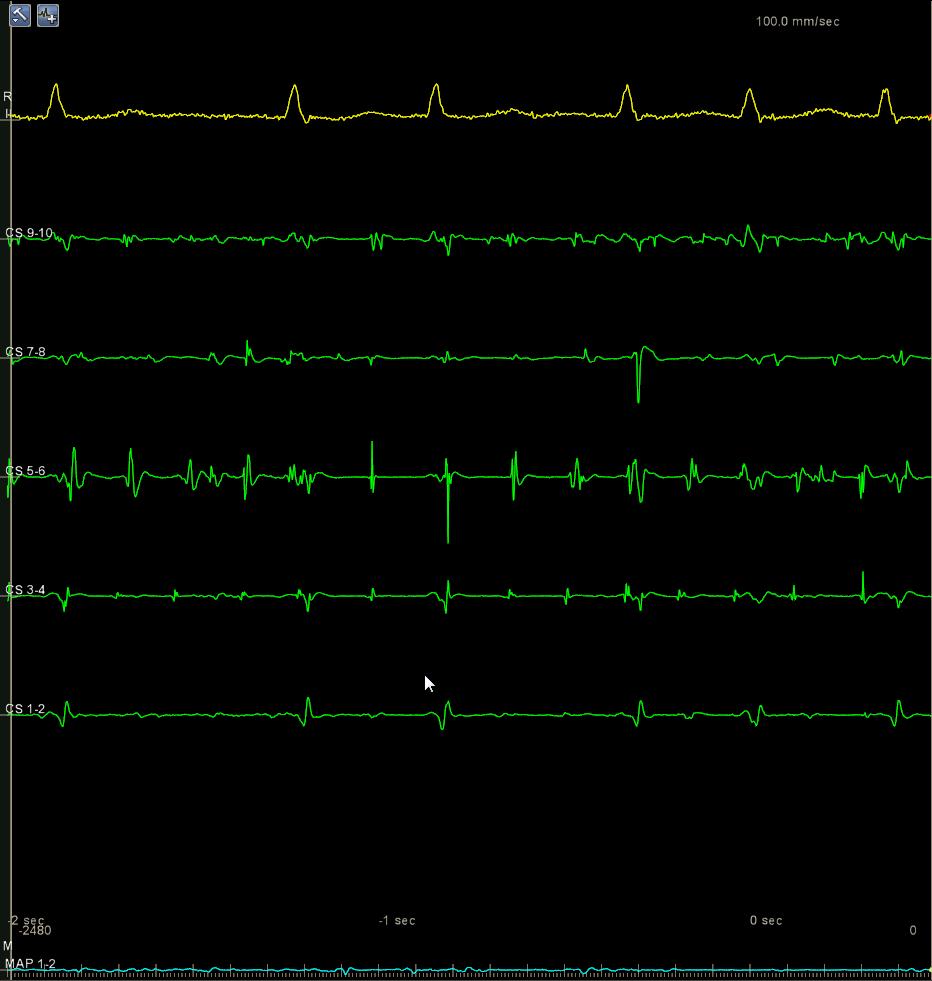 100.0 mm/sec
R
CS 9-10
CS 7-8
CS 5-6
CS 3-4
CS 1-2
-2 sec
-1 sec
0 sec
-2480
0
M
MAP 1-2